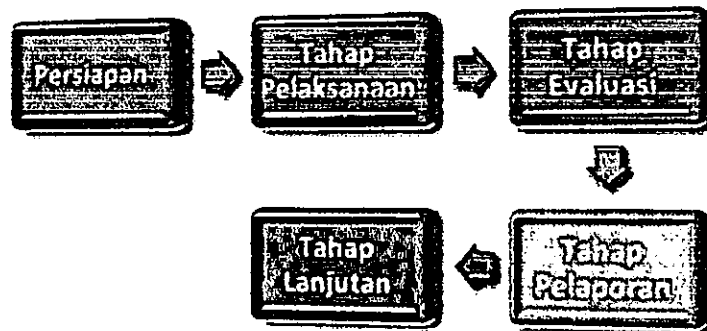 Persiapan
Tahap
Pelaksanaan
Tahap
Evaluasi
Tahap
Pelaporan
Tahap
Lanjutan